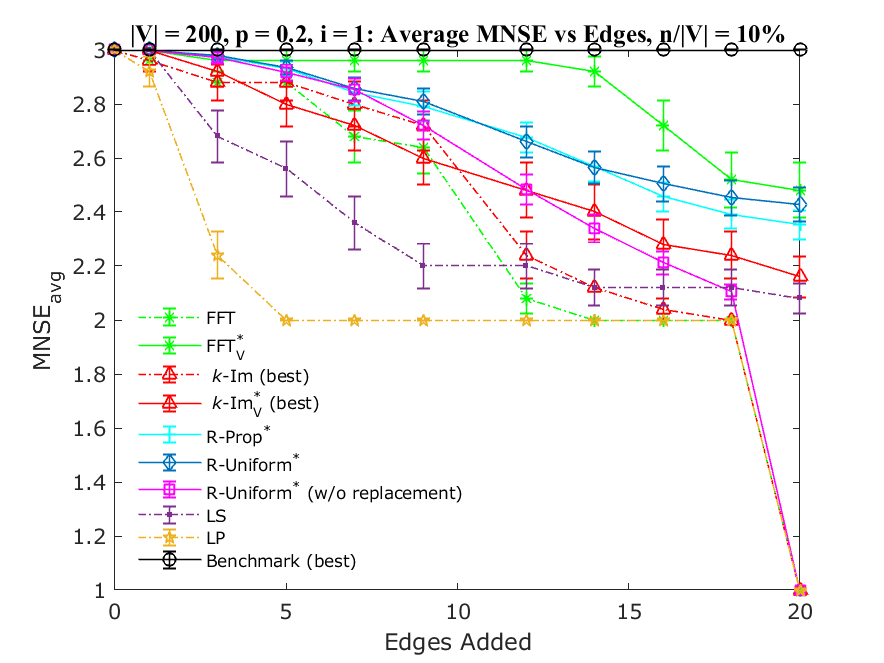 |V| = 200, p = 0.2, i = 1: Average MNSE vs Edges, n/|V| = 10%
3
2.8
2.6
2.4
2.2
2
1.8
1.6
1.4
1.2
1
MNSE_avg
FFT
FFT*_V
k-Im (best)
k-Im*_V (best)
R-Prop*
R-Uniform*
R-Uniform* (w/o replacement)
LS
LP
Benchmark (best)
0
5
10
15
20
Edges Added